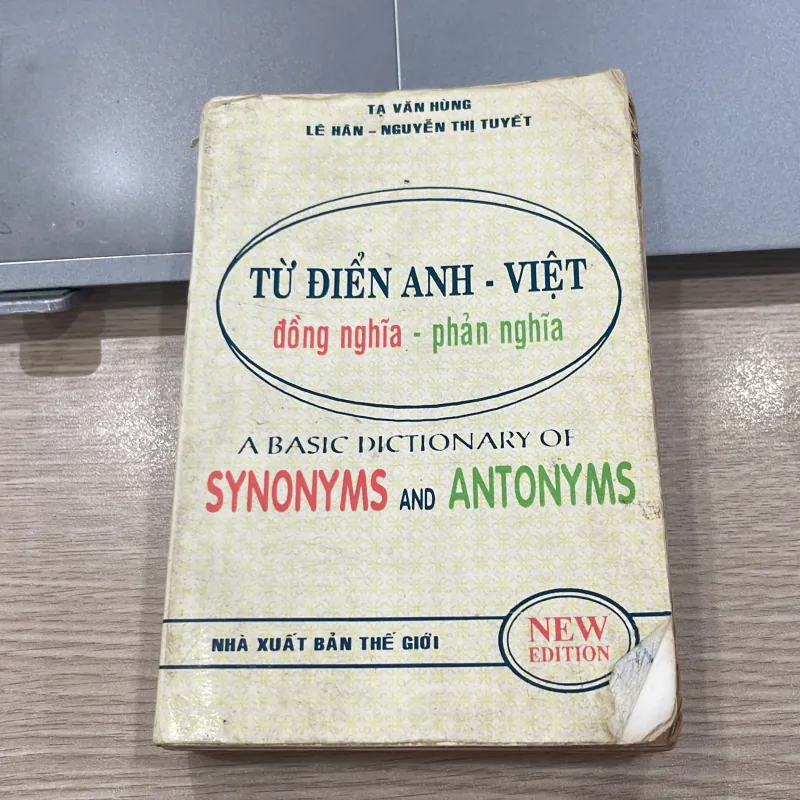 TẠ VĂN HÙNG
LÊ HÂN - NGUYỄN THỊ TUYẾT
TỪ ĐIỂN ANH - VIỆT
đồng nghĩa - phản nghĩa
A BASIC DICTIONARY OF
SYNONYMS AND ANTONYMS
NHÀ XUẤT BẢN THẾ GIỚI
NEW
EDITION